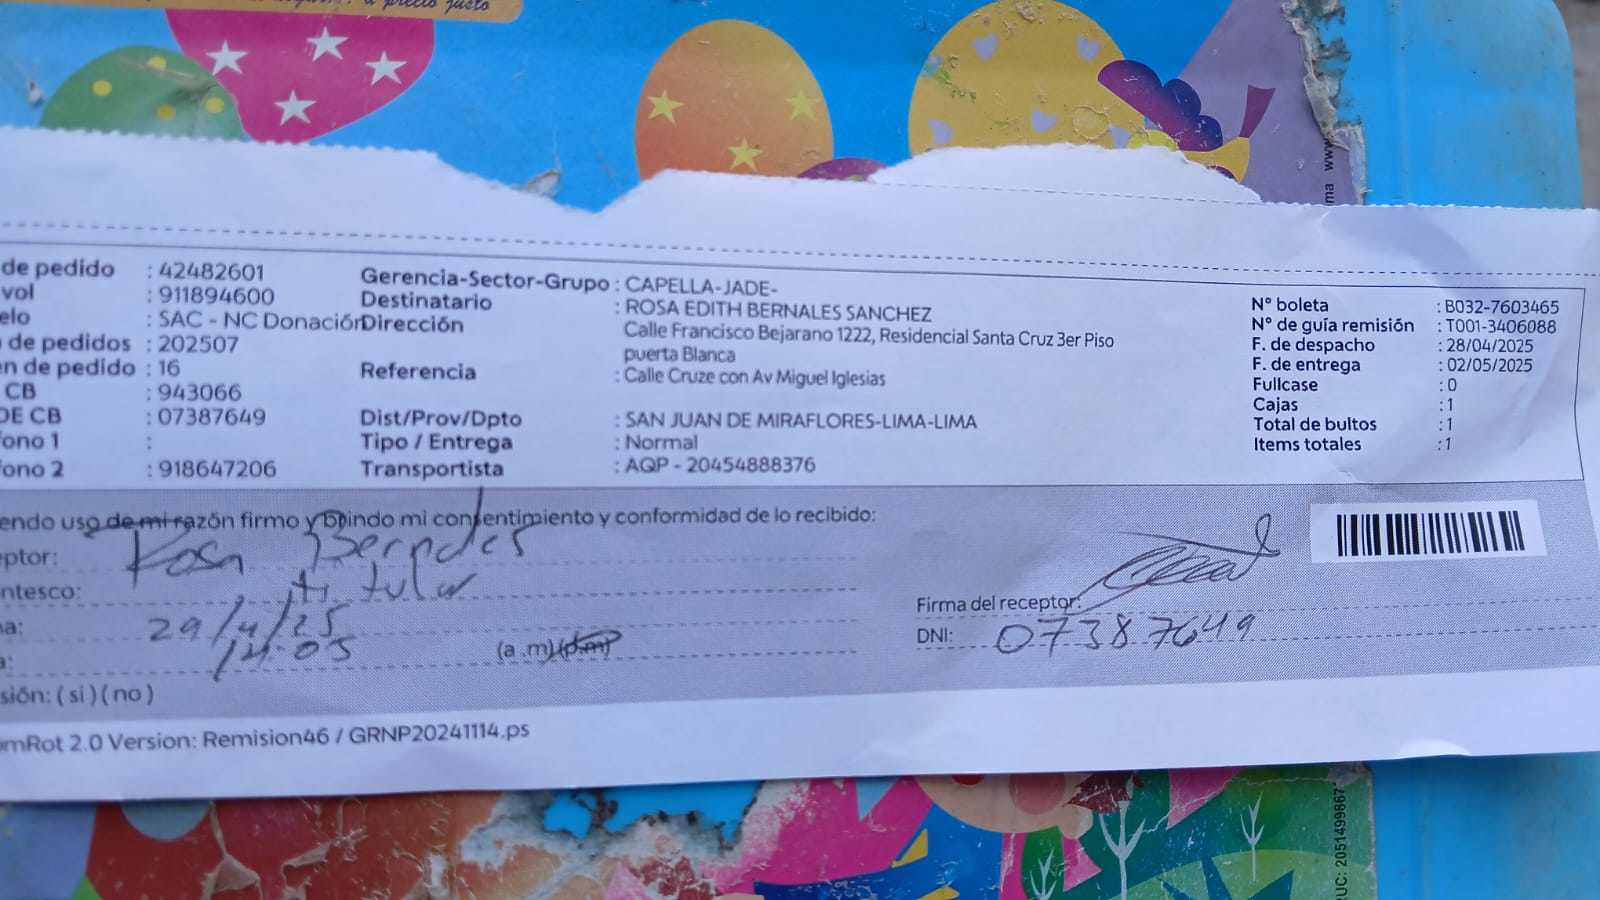 a precio justo
de pedido : 42482601
vol : 911894600
elo : SAC - NC Donación
de pedidos : 202507
n de pedido : 16
CB : 943066
DE CB : 07387649
fono 1 :
fono 2 : 918647206
Gerencia-Sector-Grupo : CAPELLA-JADE-
Destinatario : ROSA EDITH BERNALES SANCHEZ
Dirección Calle Francisco Bejarano 1222, Residencial Santa Cruz 3er Piso
puerta Blanca
Referencia : Calle Cruze con Av Miguel Iglesias
Dist/Prov/Dpto : SAN JUAN DE MIRAFLORES-LIMA-LIMA
Tipo / Entrega : Normal
Transportista : AQP - 20454888376
N° boleta : B032-7603465
N° de guía remisión : T001-3406088
F. de despacho : 28/04/2025
F. de entrega : 02/05/2025
Fullcase : 0
Cajas : 1
Total de bultos : 1
Items totales : 1
endo uso de mi razón firmo y brindo mi consentimiento y conformidad de lo recibido:
eptor: Rosa Bernales
ntesco: titular
na: 29/4/25
a: 14:05 (a .m)(p.m)
Firma del receptor:
DNI: 07387649
sión: ( si ) ( no )
omRot 2.0 Version: Remision46 / GRNP20241114.ps
ma www
RUC: 2051499867